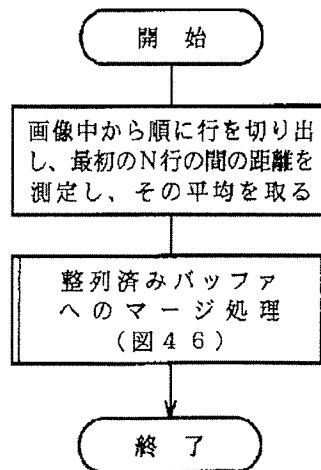 開始
画像中から順に行を切り出
し、最初のN行の間の距離を
測定し、その平均を取る
整列済みバッファ
へのマージ処理
(図46)
終了